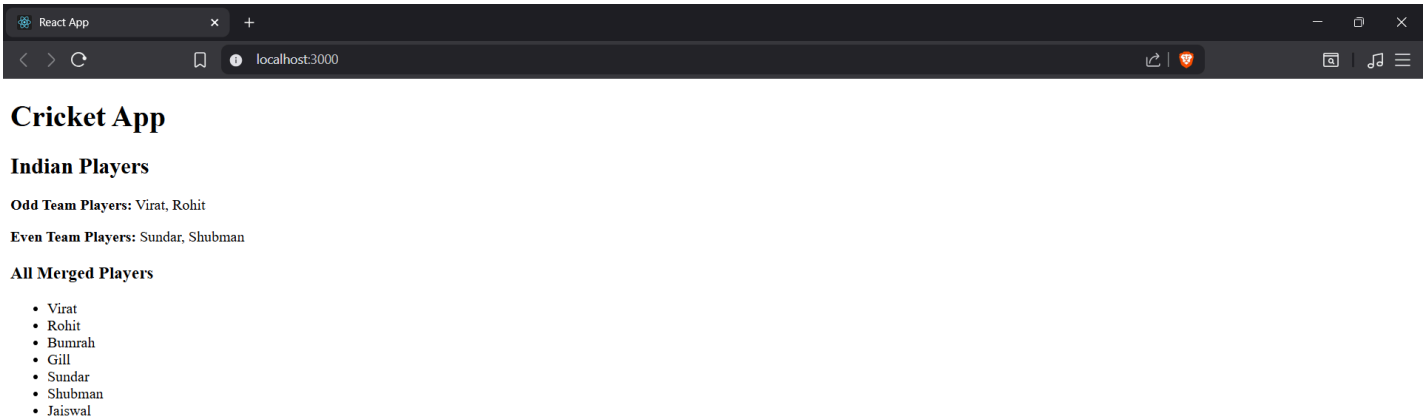 React App
localhost:3000
Cricket App
Indian Players
Odd Team Players: Virat, Rohit
Even Team Players: Sundar, Shubman
All Merged Players
Virat
Rohit
Bumrah
Gill
Sundar
Shubman
Jaiswal